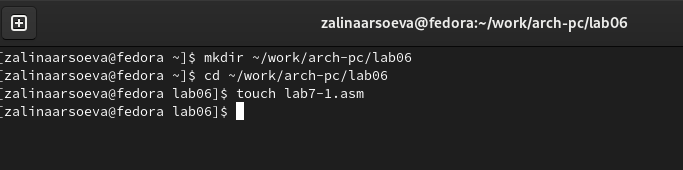 zalinaarsoeva@fedora:~/work/arch-pc/lab06
[zalinaarsoeva@fedora ~]$ mkdir ~/work/arch-pc/lab06
[zalinaarsoeva@fedora ~]$ cd ~/work/arch-pc/lab06
[zalinaarsoeva@fedora lab06]$ touch lab7-1.asm
[zalinaarsoeva@fedora lab06]$